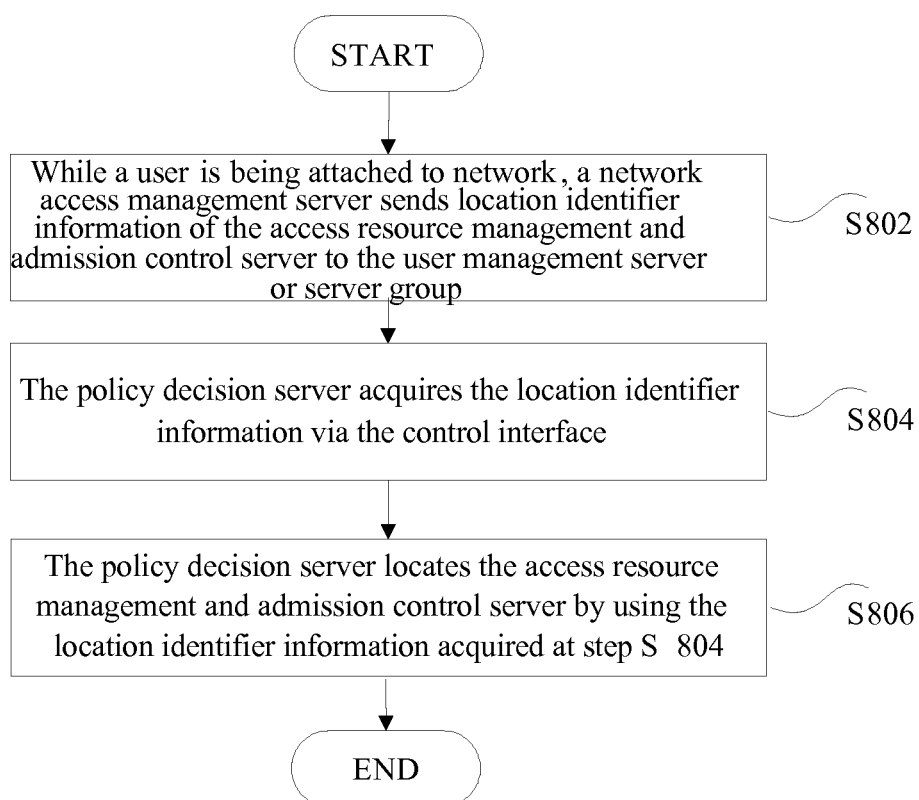 START
While a user is being attached to network, a network
access management server sends location identifier
information of the access resource management and
admission control server to the user management server
or server group
S802
The policy decision server acquires the location identifier
information via the control interface
S804
The policy decision server locates the access resource
management and admission control server by using the
location identifier information acquired at step S 804
S806
END